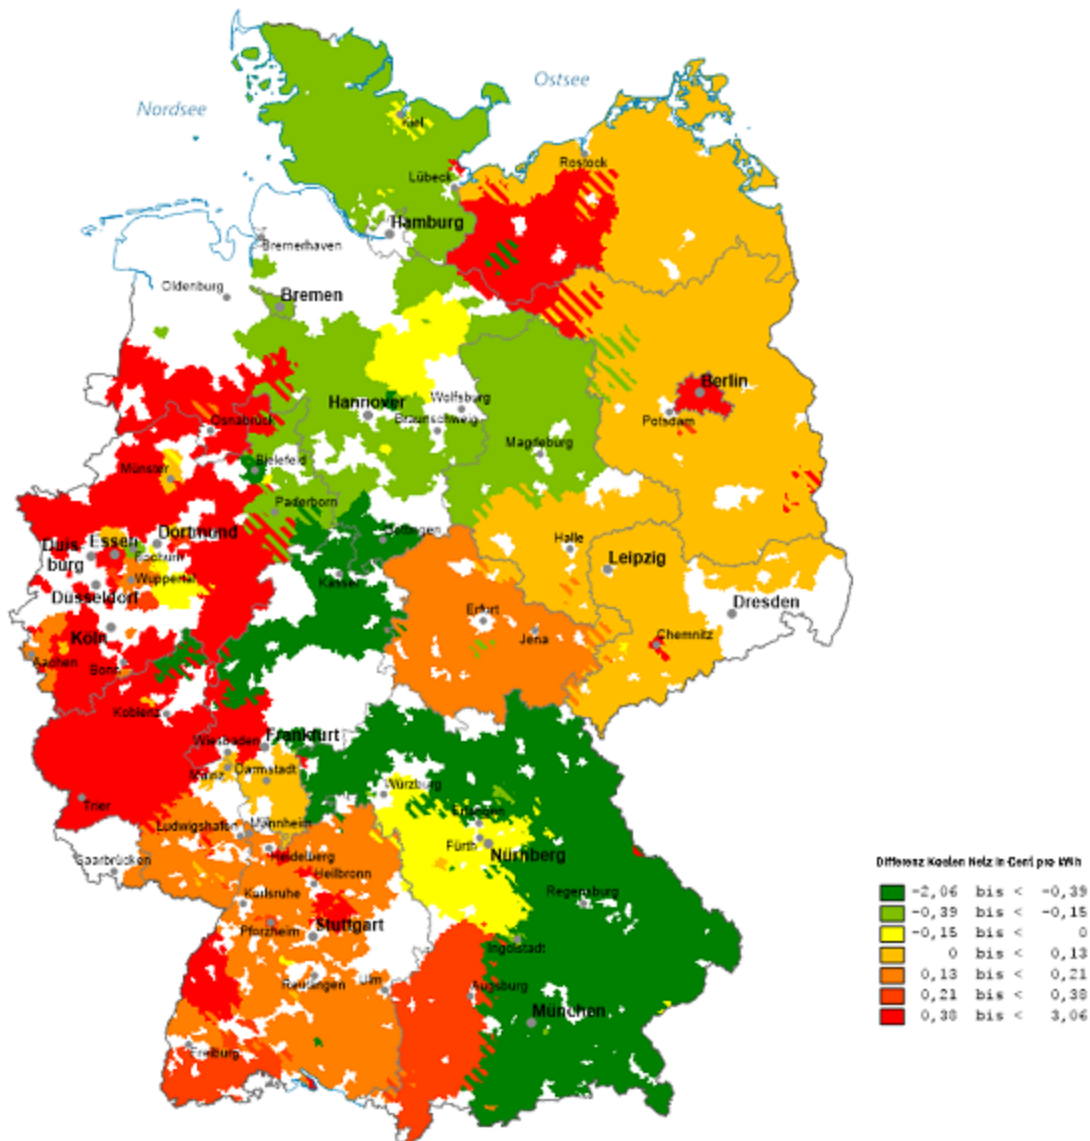 Ostsee
Nordsee
Kiel
Rostock
Lübeck
Hamburg
Bremerhaven
Oldenburg
Bremen
Berlin
Wolfsburg
Hannover
Braunschweig
Potsdam
Osnabrück
Magdeburg
Bielefeld
Münster
Paderborn
Dortmund
Essen
Duis-
burg
Bochum
Halle
Leipzig
Kassel
Wuppertal
Düsseldorf
Dresden
Erfurt
Köln
Jena
Chemnitz
Aachen
Bonn
Koblenz
Wiesbaden
Frankfurt
Mainz
Darmstadt
Würzburg
Trier
Erlangen
Ludwigshafen
Mannheim
Fürth
Nürnberg
Saarbrücken
Heidelberg
Heilbronn
Karlsruhe
Regensburg
Pforzheim
Stuttgart
Ingolstadt
Reutlingen
Ulm
Augsburg
München
Freiburg
Differenz Kosten Netz in Cent pro kWh
-2,06 bis < -0,39
-0,39 bis < -0,15
-0,15 bis < 0
0 bis < 0,13
0,13 bis < 0,21
0,21 bis < 0,38
0,38 bis < 3,06